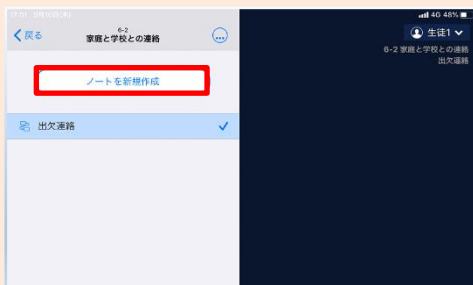 4G 48%
戻る
6-2
家庭と学校との連絡
生徒1
6-2 家庭と学校との連絡
出欠連絡
ノートを新規作成
出欠連絡